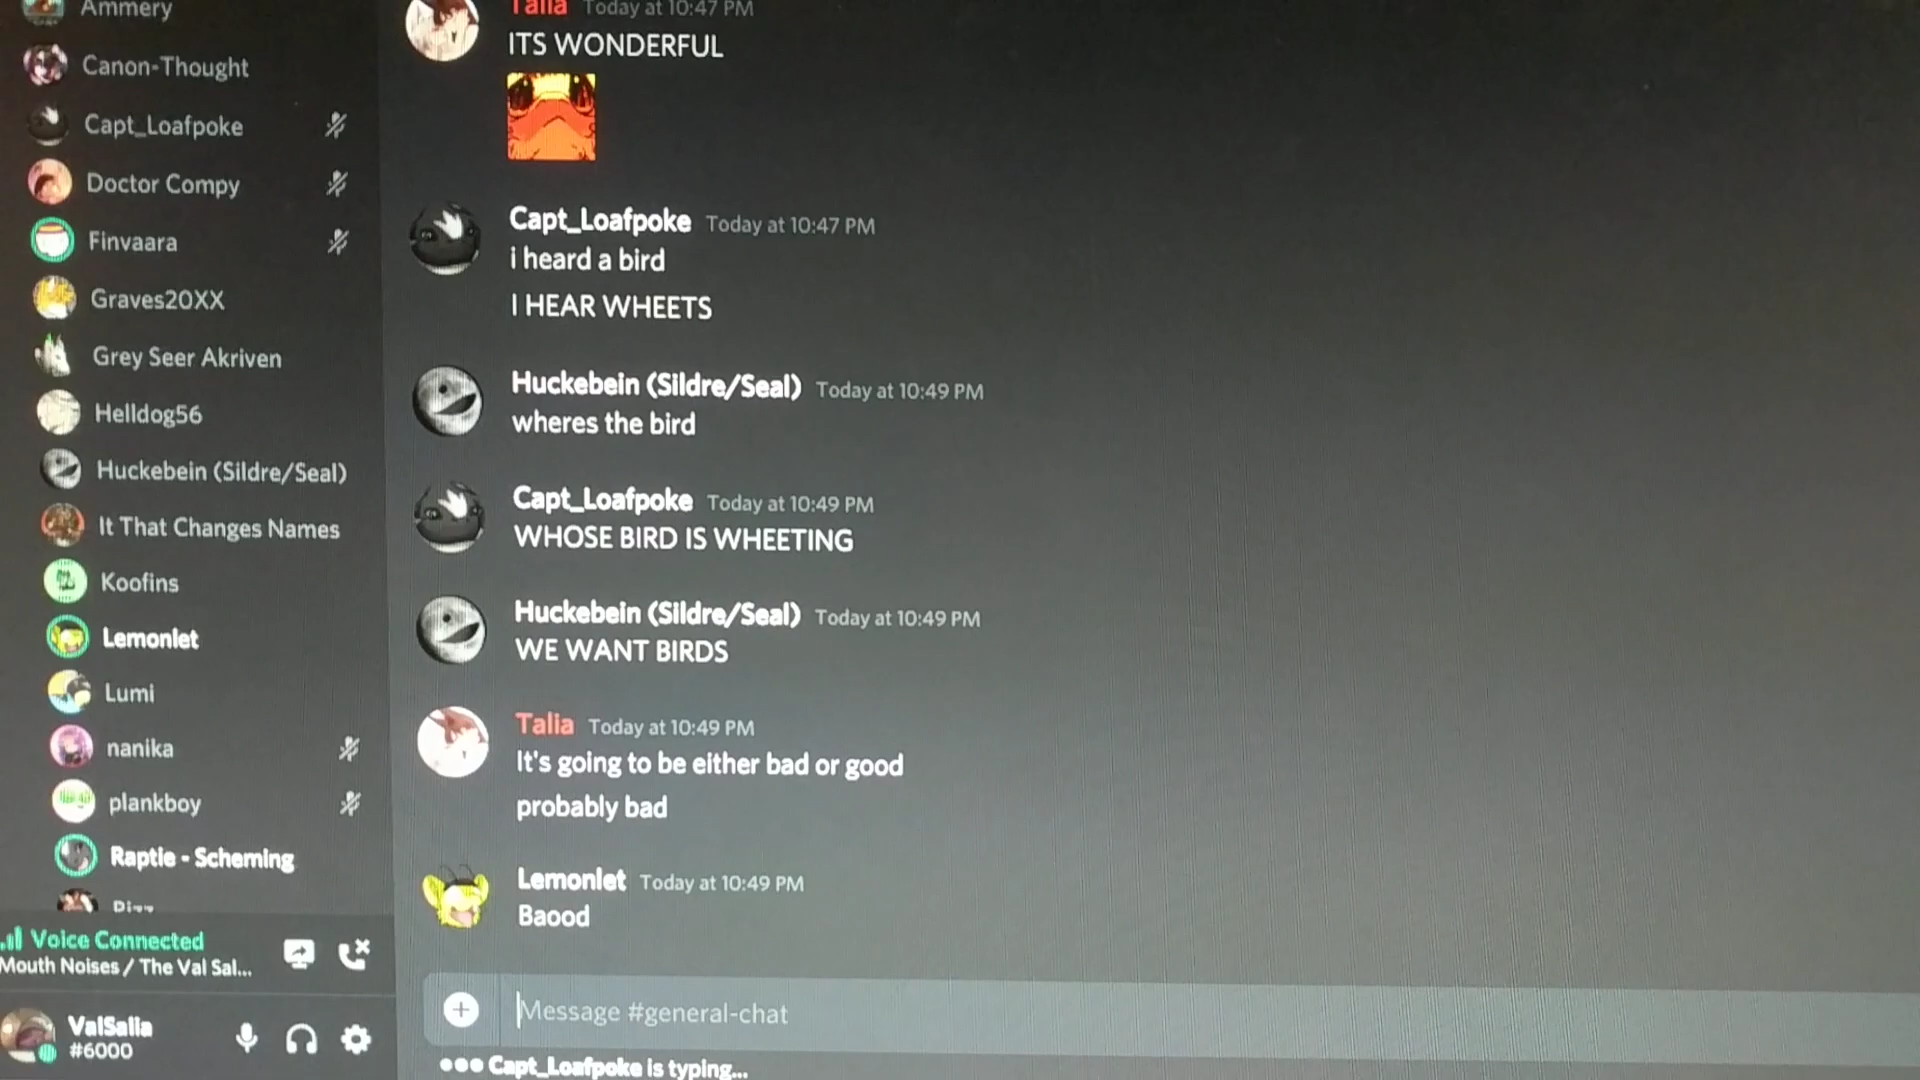 Ammery
Canon-Thought
Capt_Loafpoke
Doctor Compy
Finvaara
Graves20XX
Grey Seer Akriven
Helldog56
Huckebein (Sildre/Seal)
It That Changes Names
Koofins
Lemonlet
Lumi
nanika
plankboy
Raptie - Scheming
Voice Connected
Mouth Noises / The Val Sal...
ValSalia
#6000
Talia Today at 10:47 PM
ITS WONDERFUL
Capt_Loafpoke Today at 10:47 PM
i heard a bird
I HEAR WHEETS
Huckebein (Sildre/Seal) Today at 10:49 PM
wheres the bird
Capt_Loafpoke Today at 10:49 PM
WHOSE BIRD IS WHEETING
Huckebein (Sildre/Seal) Today at 10:49 PM
WE WANT BIRDS
Talia Today at 10:49 PM
It's going to be either bad or good
probably bad
Lemonlet Today at 10:49 PM
Baood
Message #general-chat
Capt_Loafpoke is typing...